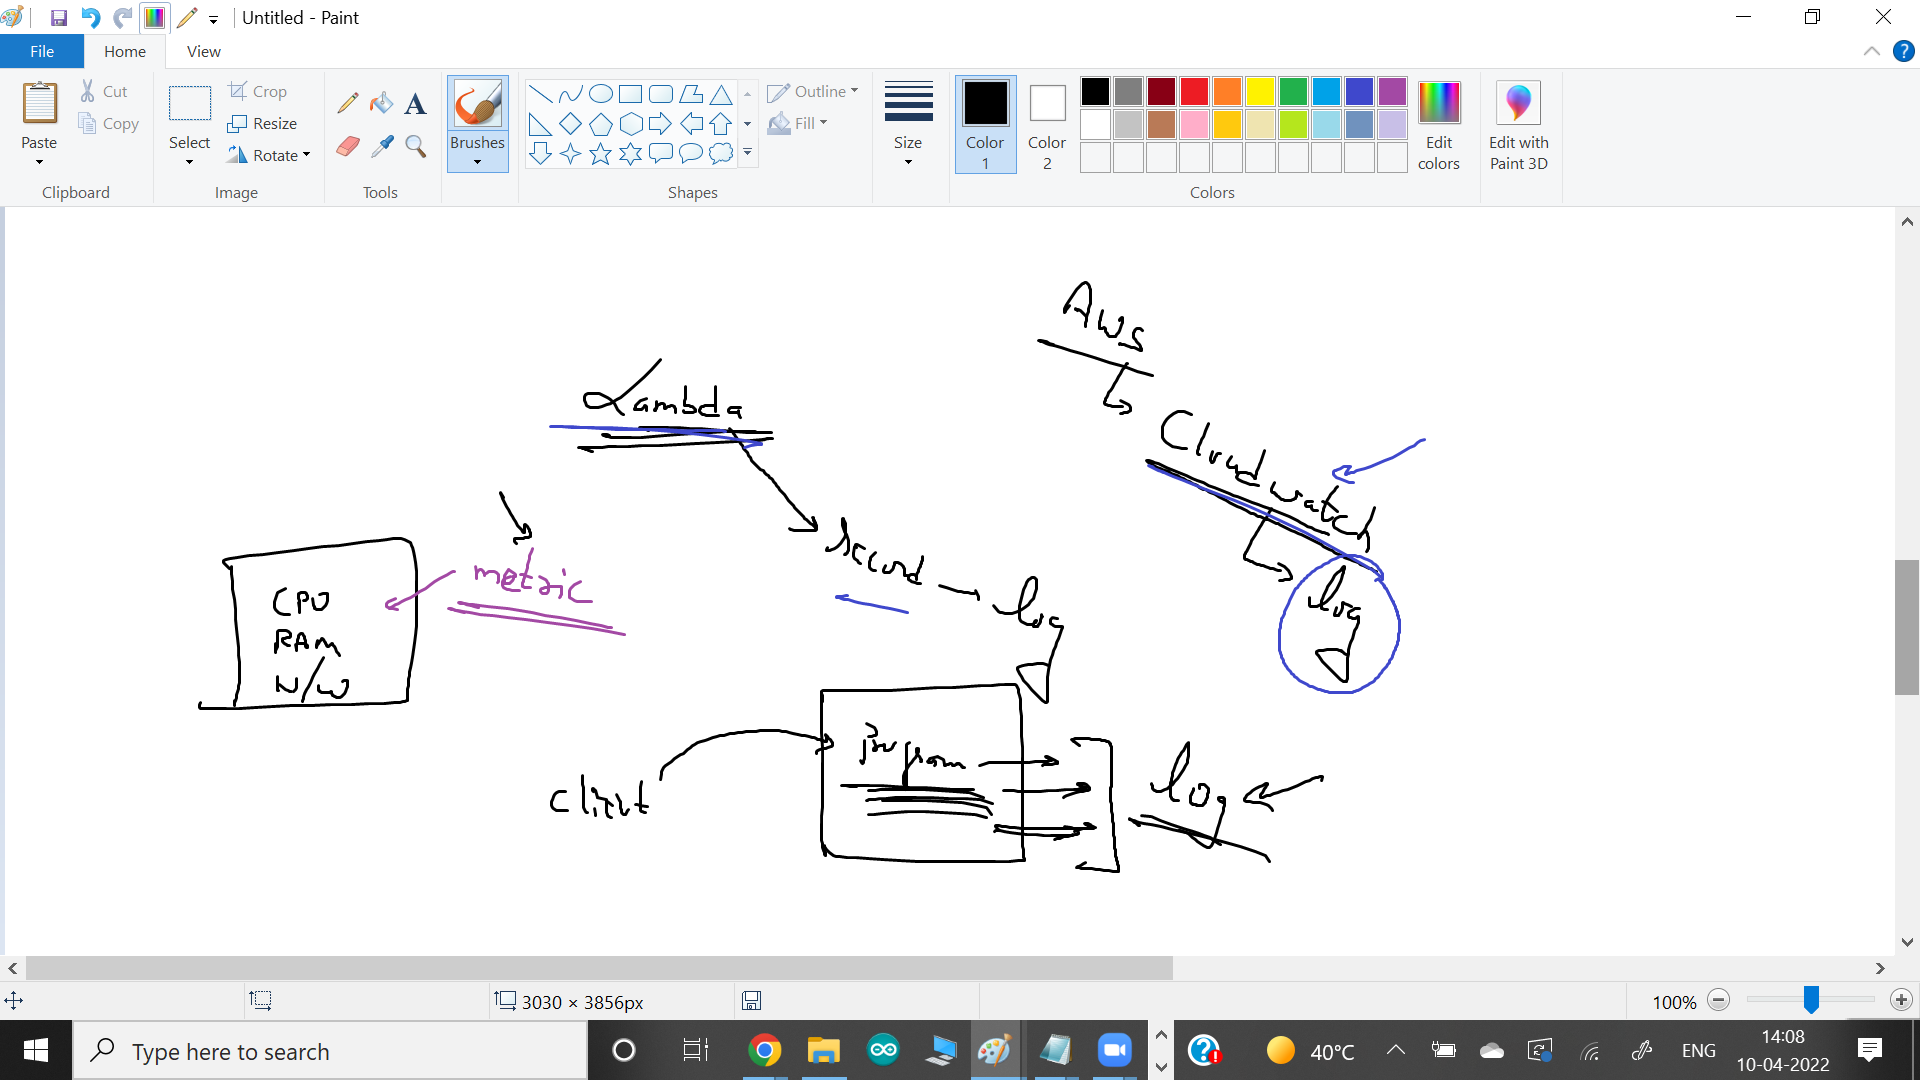 Untitled - Paint
File
Home
View
Paste
Cut
Copy
Clipboard
Select
Crop
Resize
Rotate
Image
Tools
Brushes
Shapes
Outline
Fill
Size
Color 1
Color 2
Edit colors
Edit with Paint 3D
Colors
AWS
Lambda
Cloudwatch
metric
record
log
log
CPU
RAM
N/W
Program
client
log
3030 × 3856px
100%
Type here to search
40°C
ENG
14:08
10-04-2022